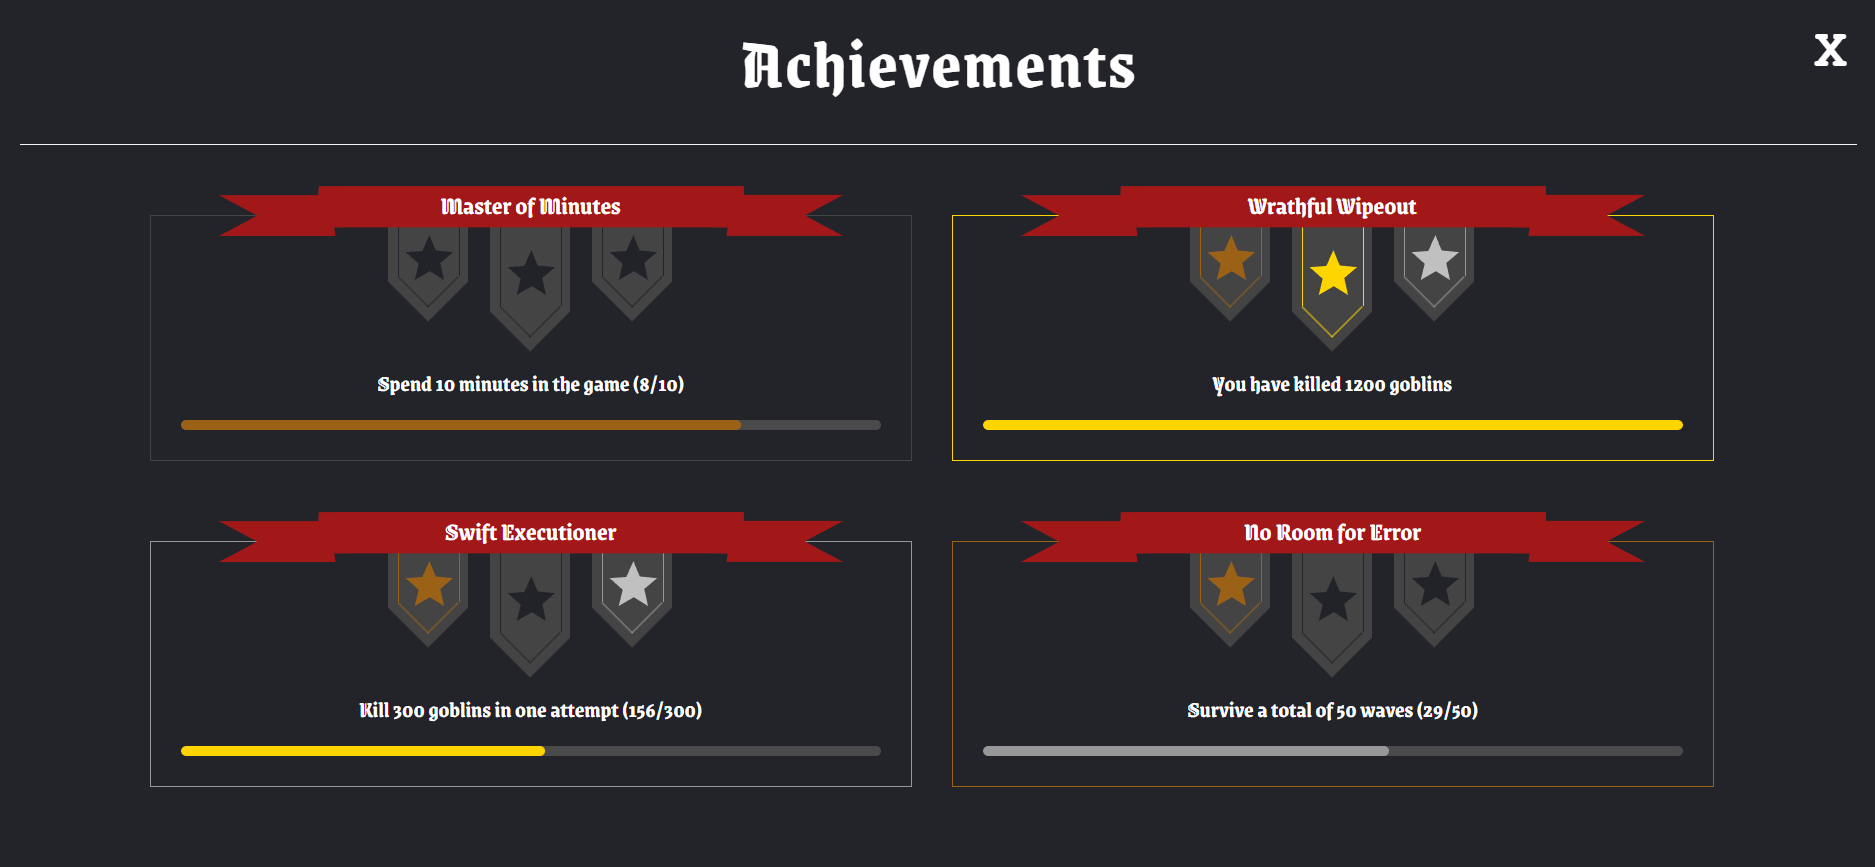 Achievements
X
Master of Minutes
Spend 10 minutes in the game (8/10)
Wrathful Wipeout
You have killed 1200 goblins
Swift Executioner
Kill 300 goblins in one attempt (156/300)
No Room for Error
Survive a total of 50 waves (29/50)